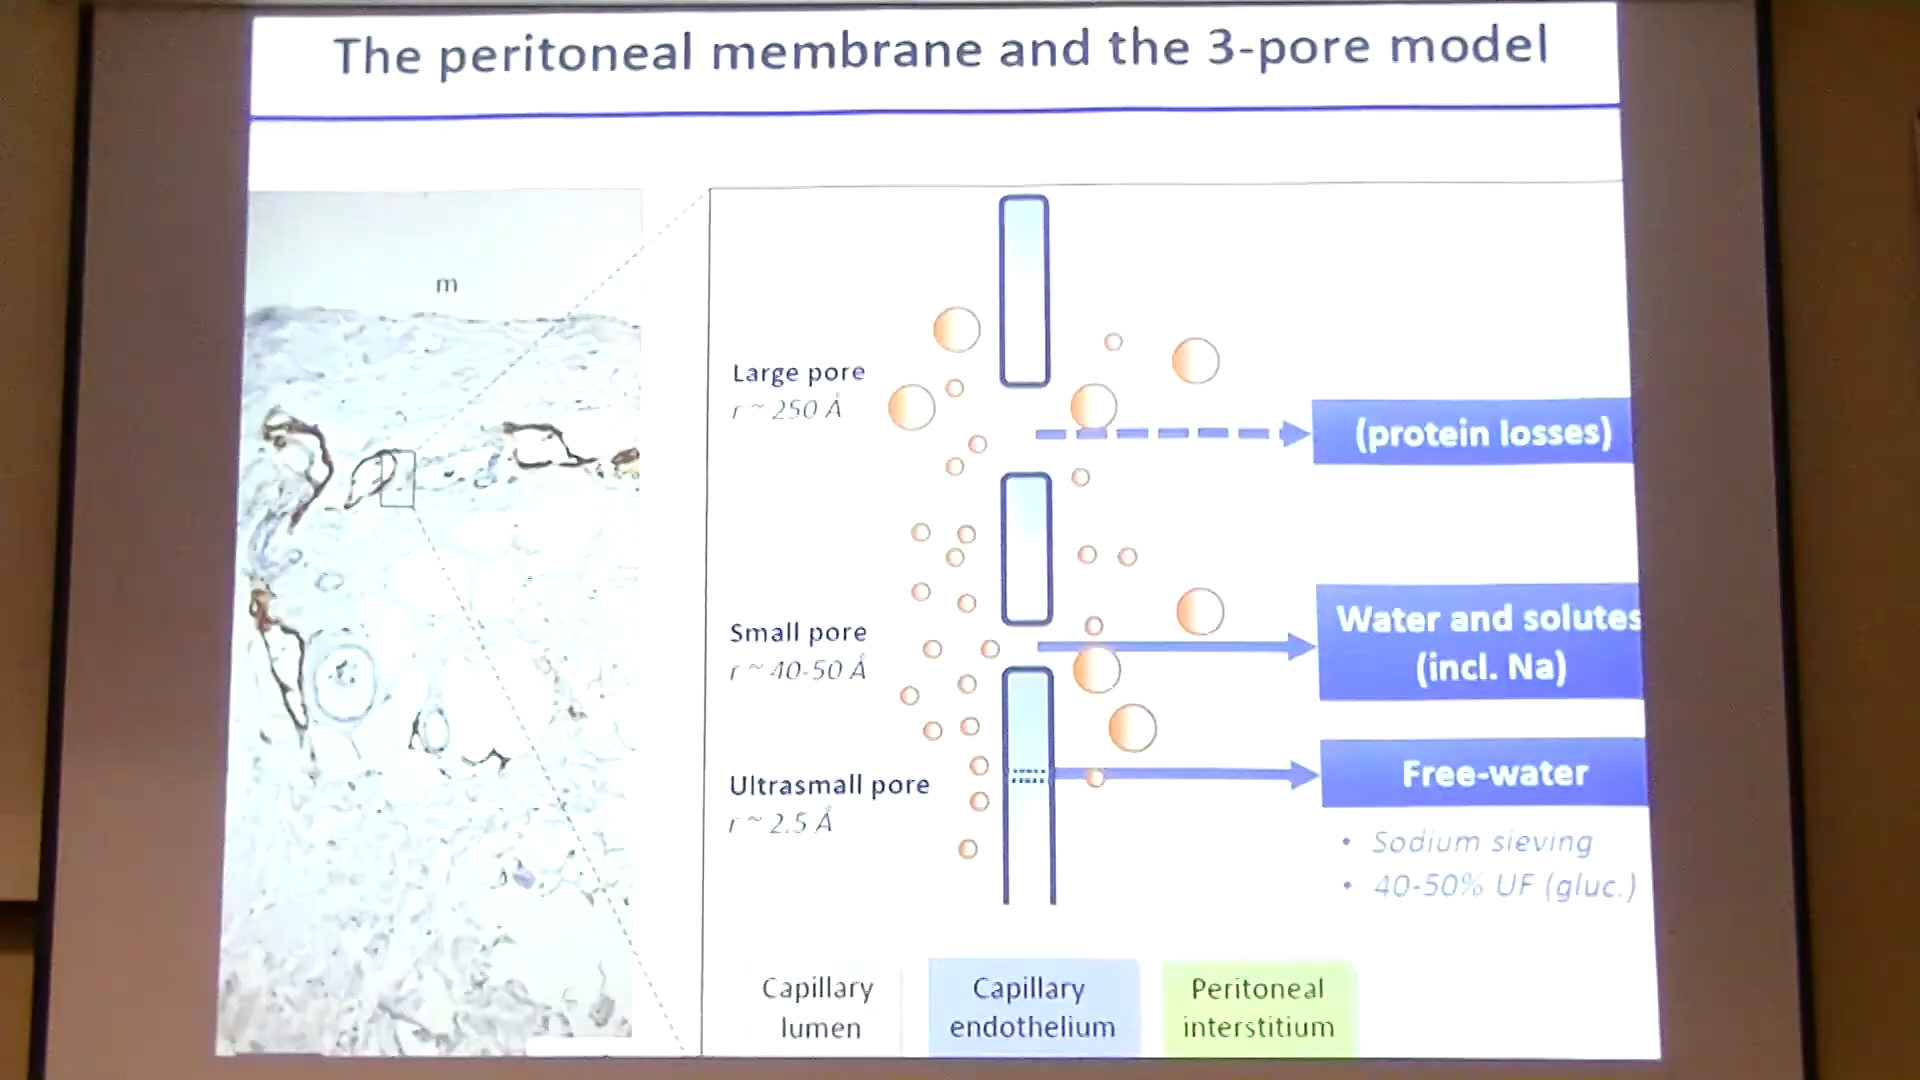 The peritoneal membrane and the 3-pore model
m
Large pore
r ~ 250 Å
(protein losses)
Small pore
r ~ 40-50 Å
Water and solutes
(incl. Na)
Ultrasmall pore
r ~ 2.5 Å
Free-water
• Sodium sieving
• 40-50% UF (gluc.)
Capillary
lumen
Capillary
endothelium
Peritoneal
interstitium